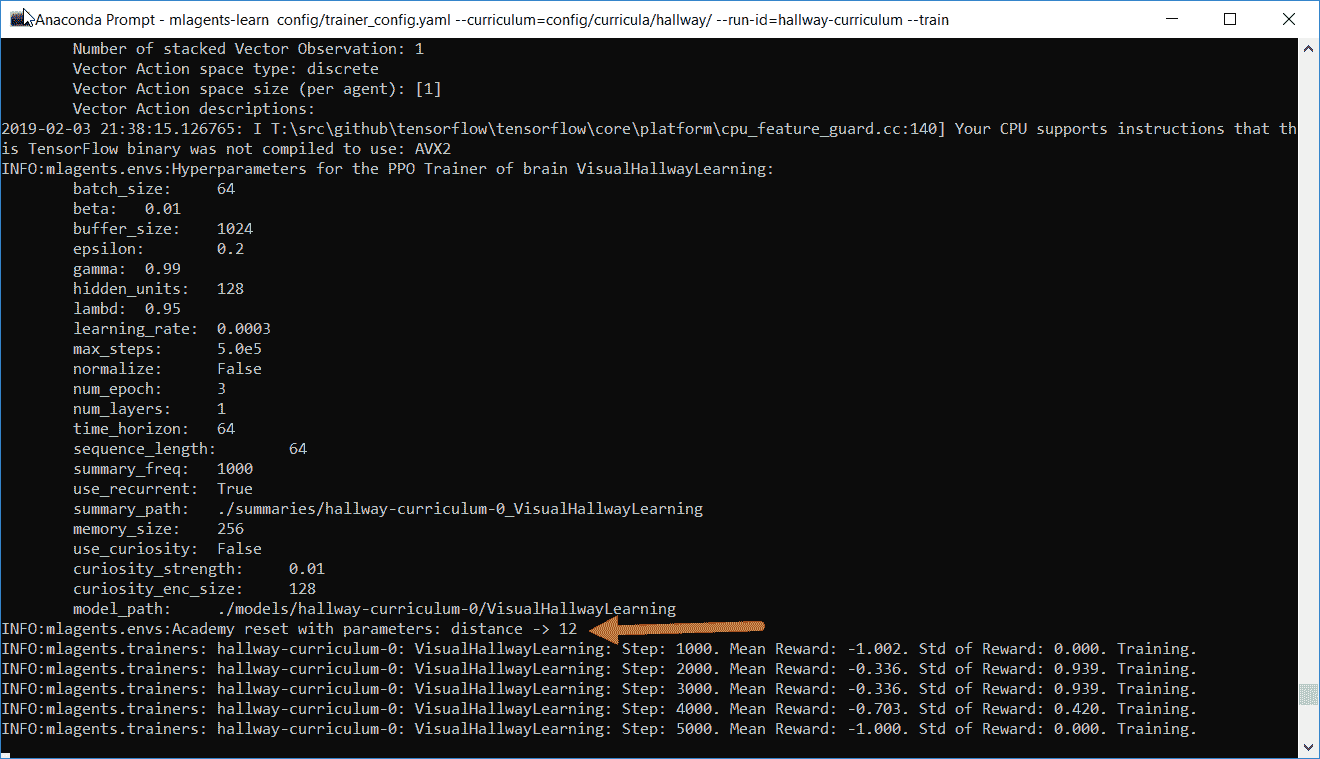 Anaconda Prompt - mlagents-learn  config/trainer_config.yaml --curriculum=config/curricula/hallway/ --run-id=hallway-curriculum --train
Number of stacked Vector Observation: 1
Vector Action space type: discrete
Vector Action space size (per agent): [1]
Vector Action descriptions:
2019-02-03 21:38:15.126765: I T:\src\github\tensorflow\tensorflow\core\platform\cpu_feature_guard.cc:140] Your CPU supports instructions that th
is TensorFlow binary was not compiled to use: AVX2
INFO:mlagents.envs:Hyperparameters for the PPO Trainer of brain VisualHallwayLearning:
batch_size:     64
beta:   0.01
buffer_size:    1024
epsilon:        0.2
gamma:  0.99
hidden_units:   128
lambd:  0.95
learning_rate:  0.0003
max_steps:      5.0e5
normalize:      False
num_epoch:      3
num_layers:     1
time_horizon:   64
sequence_length:        64
summary_freq:   1000
use_recurrent:  True
summary_path:   ./summaries/hallway-curriculum-0_VisualHallwayLearning
memory_size:    256
use_curiosity:  False
curiosity_strength:     0.01
curiosity_enc_size:     128
model_path:     ./models/hallway-curriculum-0/VisualHallwayLearning
INFO:mlagents.envs:Academy reset with parameters: distance -> 12
INFO:mlagents.trainers: hallway-curriculum-0: VisualHallwayLearning: Step: 1000. Mean Reward: -1.002. Std of Reward: 0.000. Training.
INFO:mlagents.trainers: hallway-curriculum-0: VisualHallwayLearning: Step: 2000. Mean Reward: -0.336. Std of Reward: 0.939. Training.
INFO:mlagents.trainers: hallway-curriculum-0: VisualHallwayLearning: Step: 3000. Mean Reward: -0.336. Std of Reward: 0.939. Training.
INFO:mlagents.trainers: hallway-curriculum-0: VisualHallwayLearning: Step: 4000. Mean Reward: -0.703. Std of Reward: 0.420. Training.
INFO:mlagents.trainers: hallway-curriculum-0: VisualHallwayLearning: Step: 5000. Mean Reward: -1.000. Std of Reward: 0.000. Training.